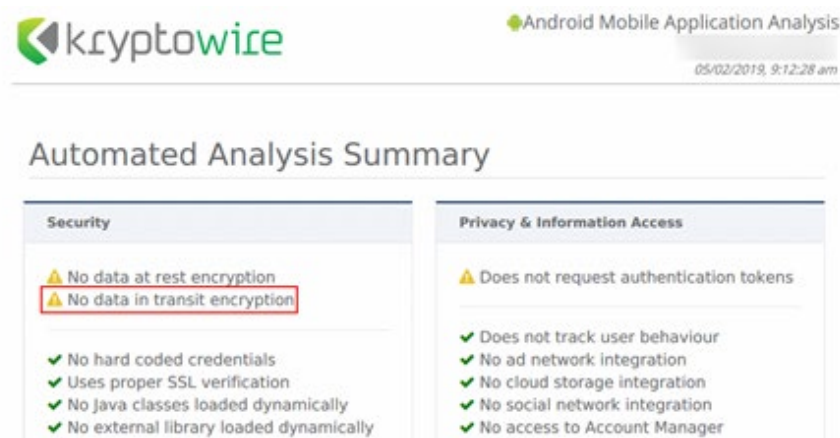 kryptowire
Android Mobile Application Analysis
05/02/2019, 9:12:28 am
Automated Analysis Summary
Security
No data at rest encryption
No data in transit encryption
No hard coded credentials
Uses proper SSL verification
No Java classes loaded dynamically
No external library loaded dynamically
Privacy & Information Access
Does not request authentication tokens
Does not track user behaviour
No ad network integration
No cloud storage integration
No social network integration
No access to Account Manager